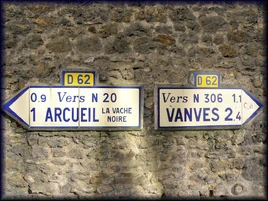 D 62
0.9 Vers N 20
1 ARCUEIL LA VACHE NOIRE
D 62
Vers N 306 1.1
VANVES 2.4